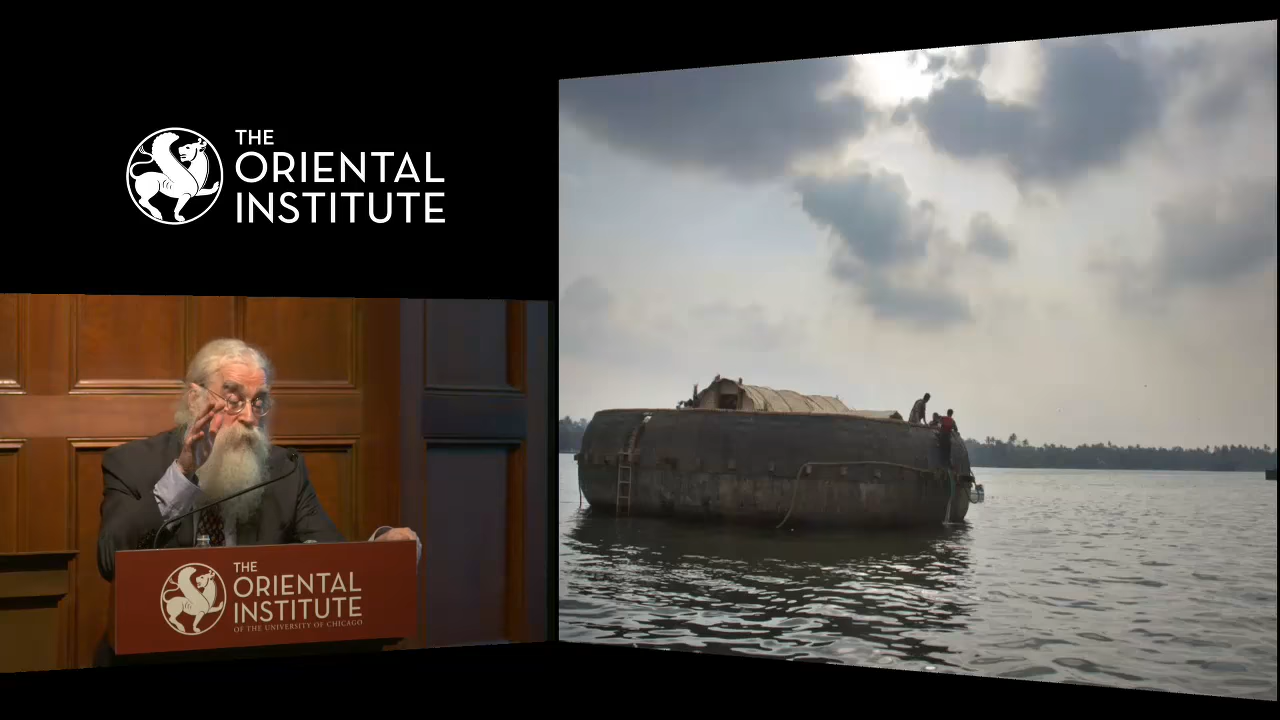 THE
ORIENTAL
INSTITUTE
THE
ORIENTAL
INSTITUTE
OF THE UNIVERSITY OF CHICAGO